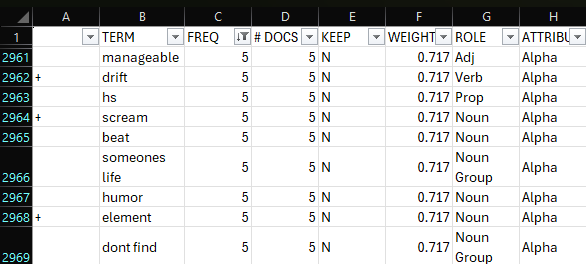 A B C D E F G H
1 TERM FREQ # DOCS KEEP WEIGHT ROLE ATTRIBU
2961 manageable 5 5 N 0.717 Adj Alpha
2962 + drift 5 5 N 0.717 Verb Alpha
2963 hs 5 5 N 0.717 Prop Alpha
2964 + scream 5 5 N 0.717 Noun Alpha
2965 beat 5 5 N 0.717 Noun Alpha
someones Noun
2966 life 5 5 N 0.717 Group Alpha
2967 humor 5 5 N 0.717 Noun Alpha
2968 + element 5 5 N 0.717 Noun Alpha
Noun
2969 dont find 5 5 N 0.717 Group Alpha